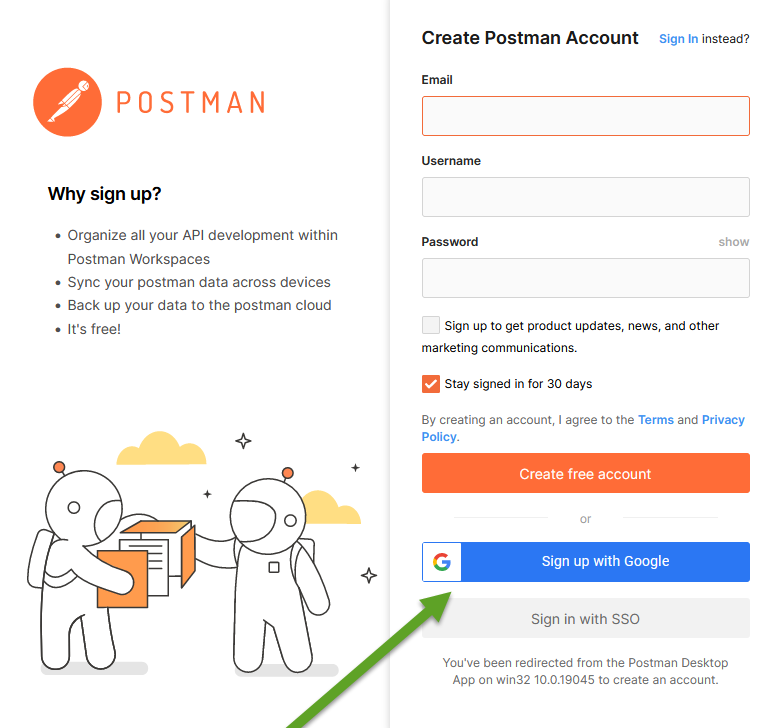 POSTMAN
Why sign up?
Organize all your API development within
Postman Workspaces
Sync your postman data across devices
Back up your data to the postman cloud
It's free!
Create Postman Account
Sign In instead?
Email
Username
Password
show
Sign up to get product updates, news, and other
marketing communications.
Stay signed in for 30 days
By creating an account, I agree to the Terms and Privacy
Policy.
Create free account
or
G
Sign up with Google
Sign in with SSO
You've been redirected from the Postman Desktop
App on win32 10.0.19045 to create an account.